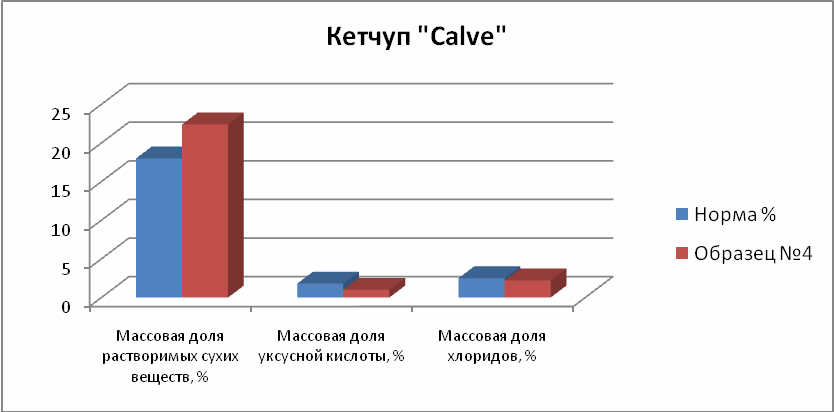 Кетчуп "Calve"
25
20
15
10
5
0
Массовая доля
растворимых сухих
веществ, %
Массовая доля
уксусной кислоты, %
Массовая доля
хлоридов, %
Норма %
Образец №4